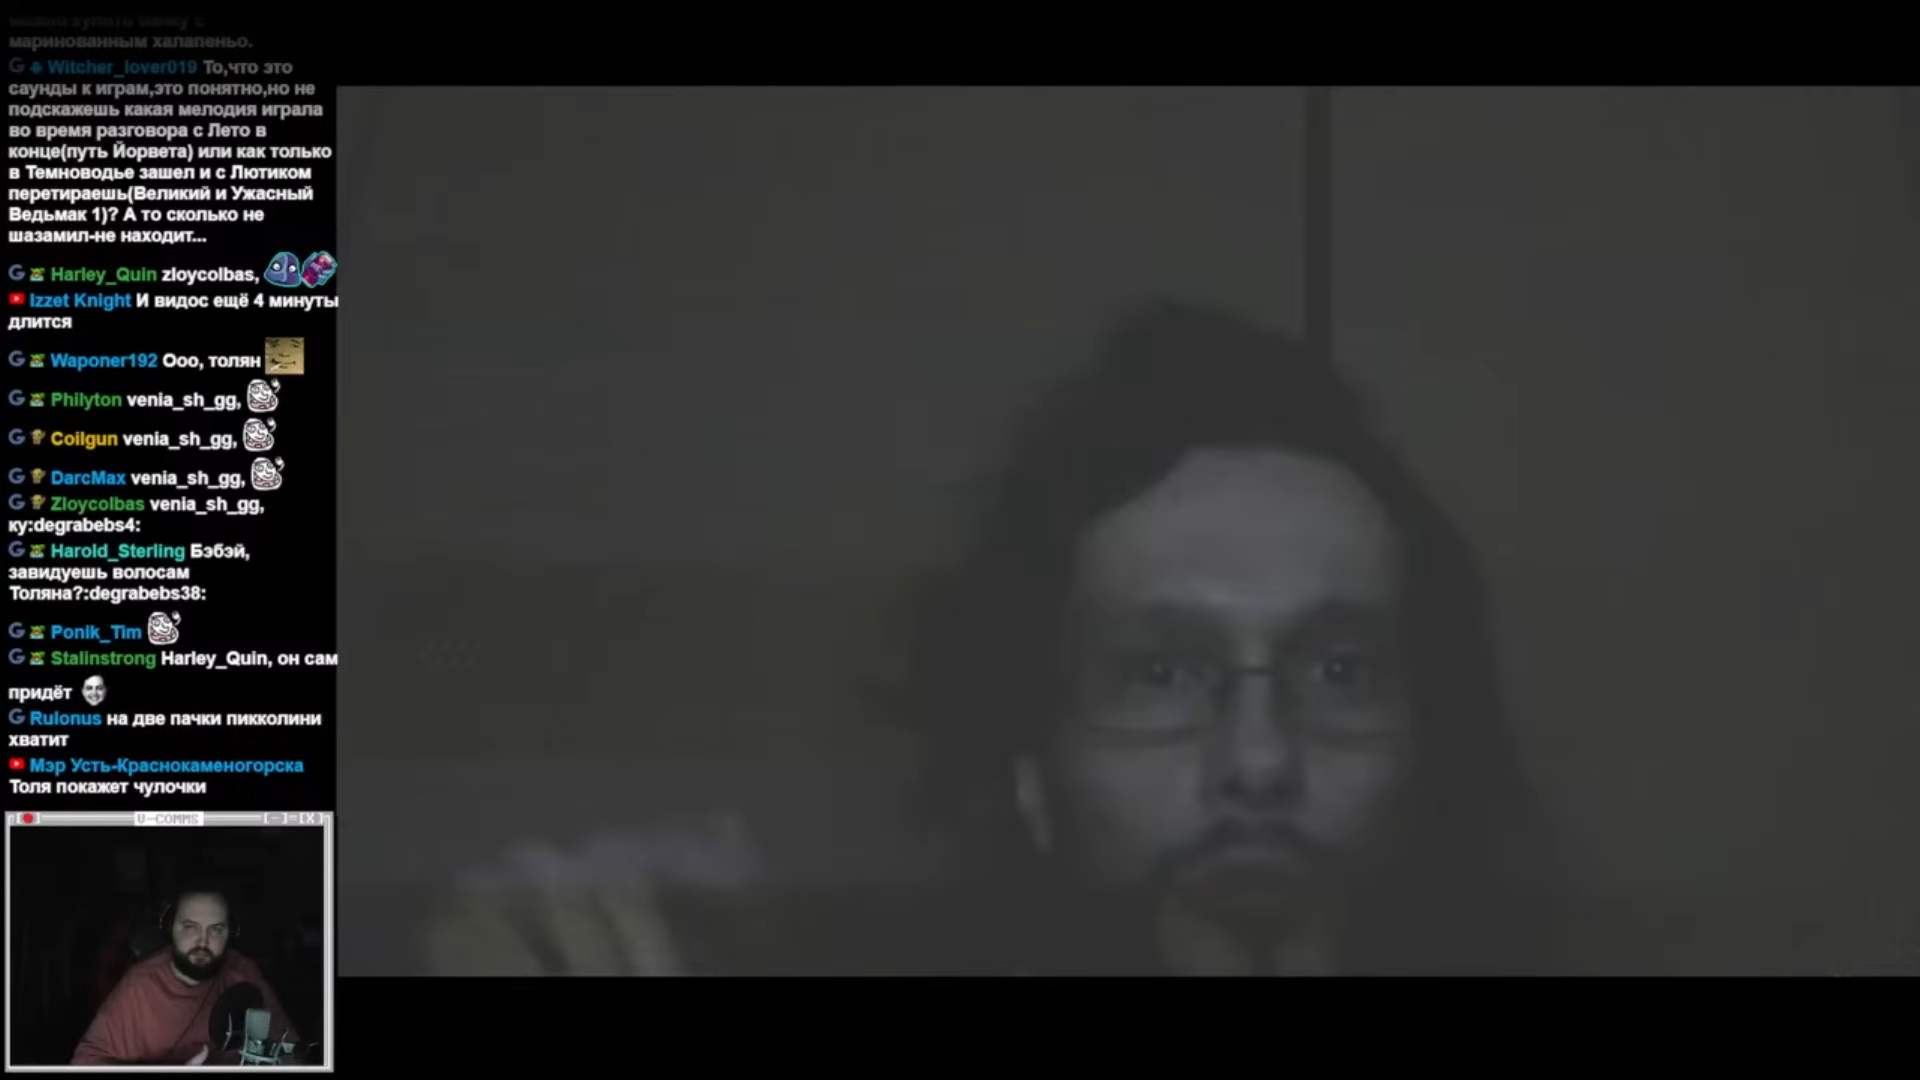 маринованным халапеньо.
Witcher_lover019 То,что это
саунды к играм,это понятно,но не
подскажешь какая мелодия играла
во время разговора с Лето в
конце(путь Йорвета) или как только
в Темноводье зашел и с Лютиком
перетираешь(Великий и Ужасный
Ведьмак 1)? А то сколько не
шазамил-не находит...
Harley_Quin zloycolbas,
Izzet Knight И видос ещё 4 минуты
длится
Waponer192 Ооо, толян
Philyton venia_sh_gg,
Coilgun venia_sh_gg,
DarcMax venia_sh_gg,
Zloycolbas venia_sh_gg,
ку:degrabebs4:
Harold_Sterling Бэбэй,
завидуешь волосам
Толяна?:degrabebs38:
Ponik_Tim
Stalinstrong Harley_Quin, он сам
придёт
Rulonus на две пачки пикколини
хватит
Мэр Усть-Краснокаменогорска
Толя покажет чулочки
U-COMMS [-]=[X]